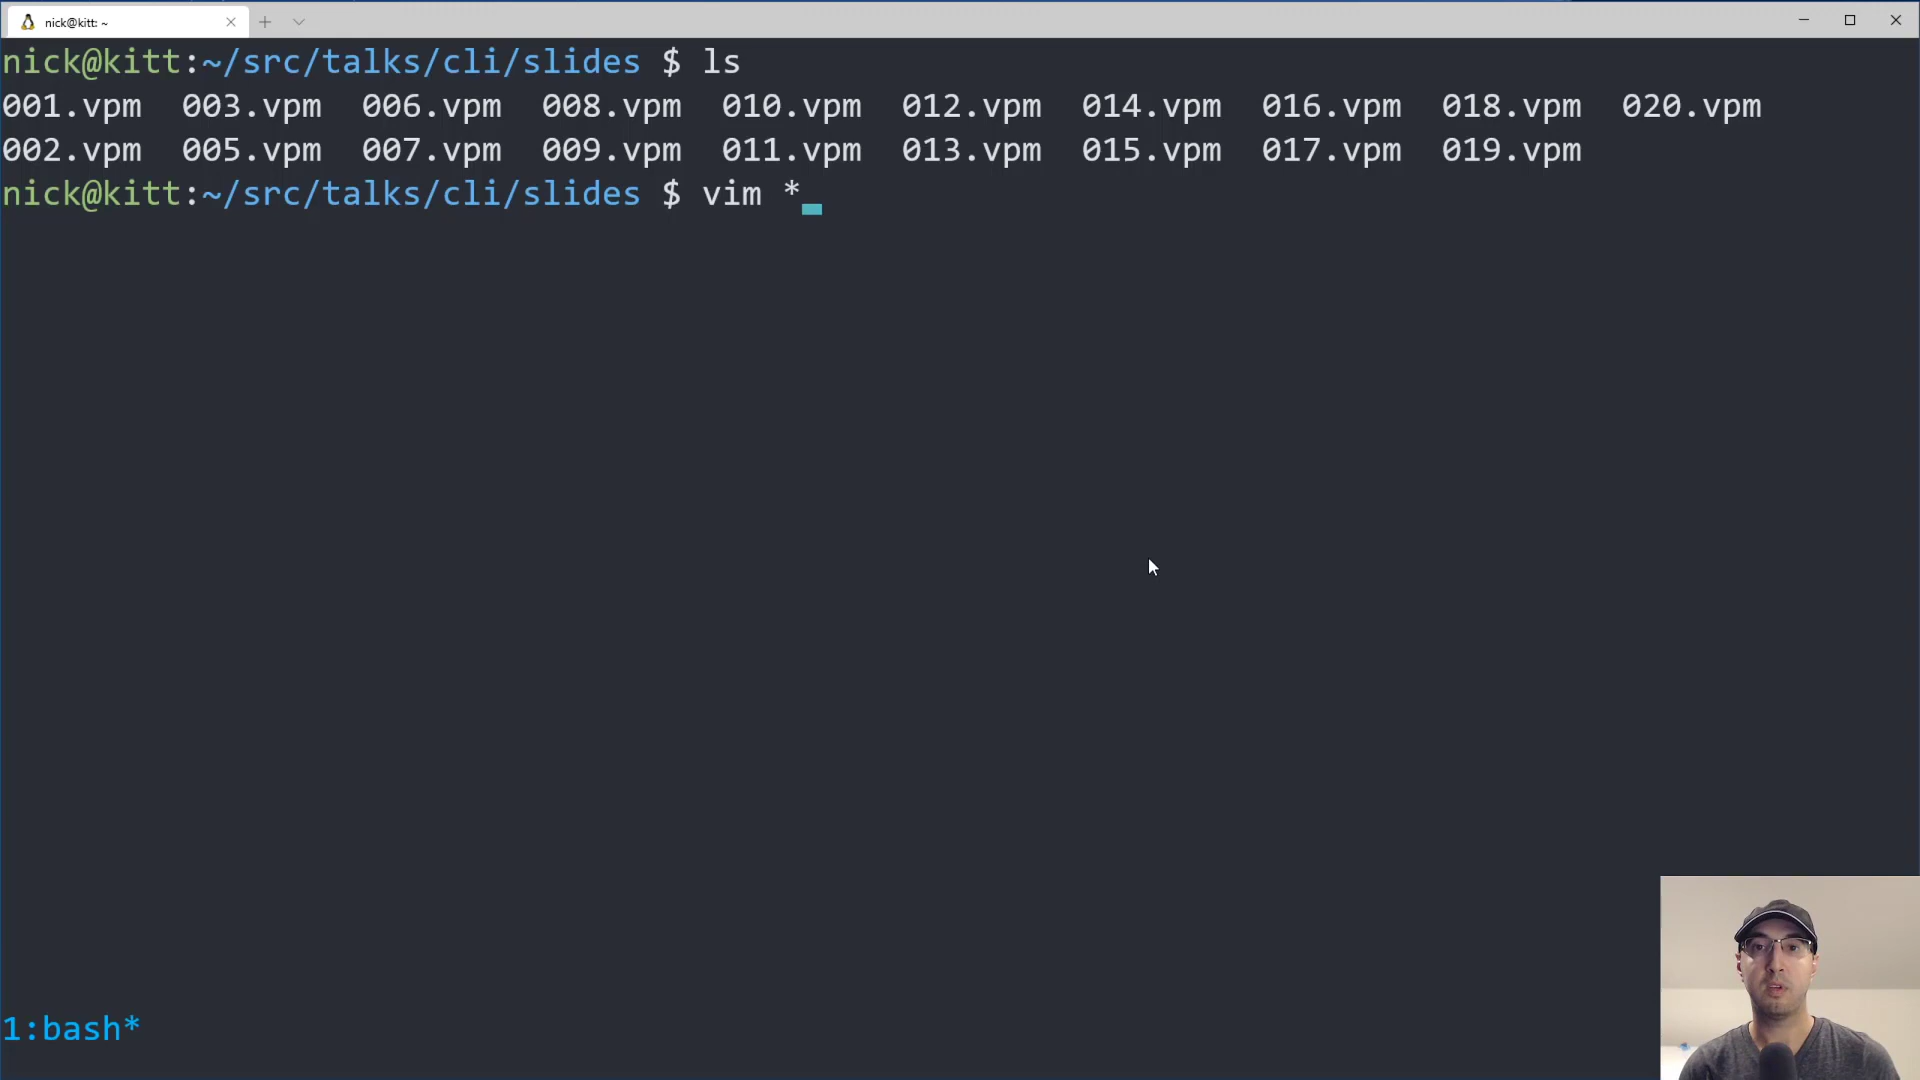 nick@kitt: ~
nick@kitt:~/src/talks/cli/slides $ ls
001.vpm 003.vpm 006.vpm 008.vpm 010.vpm 012.vpm 014.vpm 016.vpm 018.vpm 020.vpm
002.vpm 005.vpm 007.vpm 009.vpm 011.vpm 013.vpm 015.vpm 017.vpm 019.vpm
nick@kitt:~/src/talks/cli/slides $ vim *
1:bash*